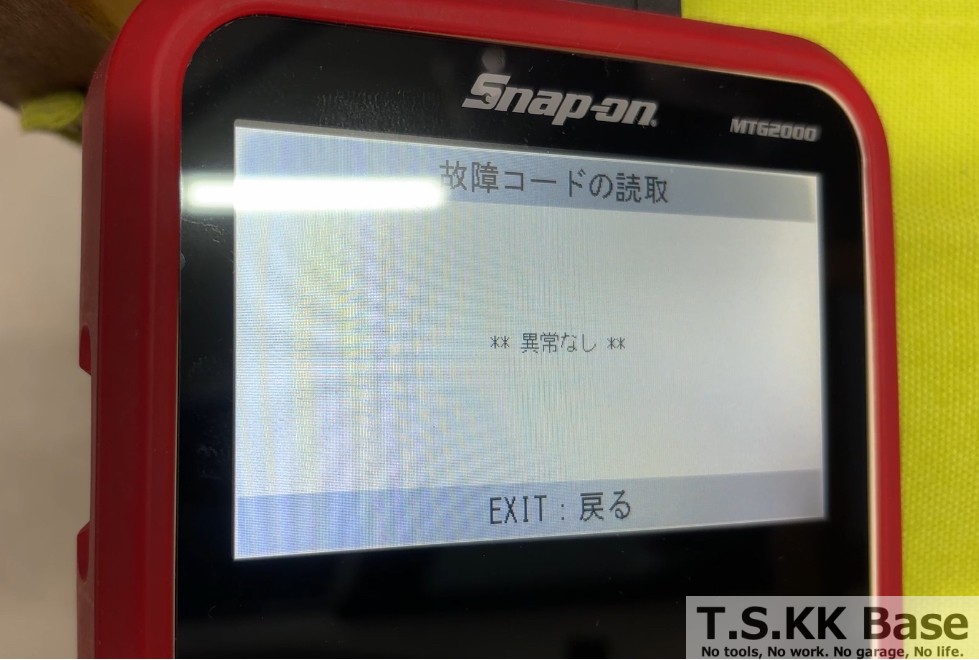 Snap-on
MTG2000
故障コードの読取
** 異常なし **
EXIT : 戻る
T.S.KK Base
No tools, No work. No garage, No life.